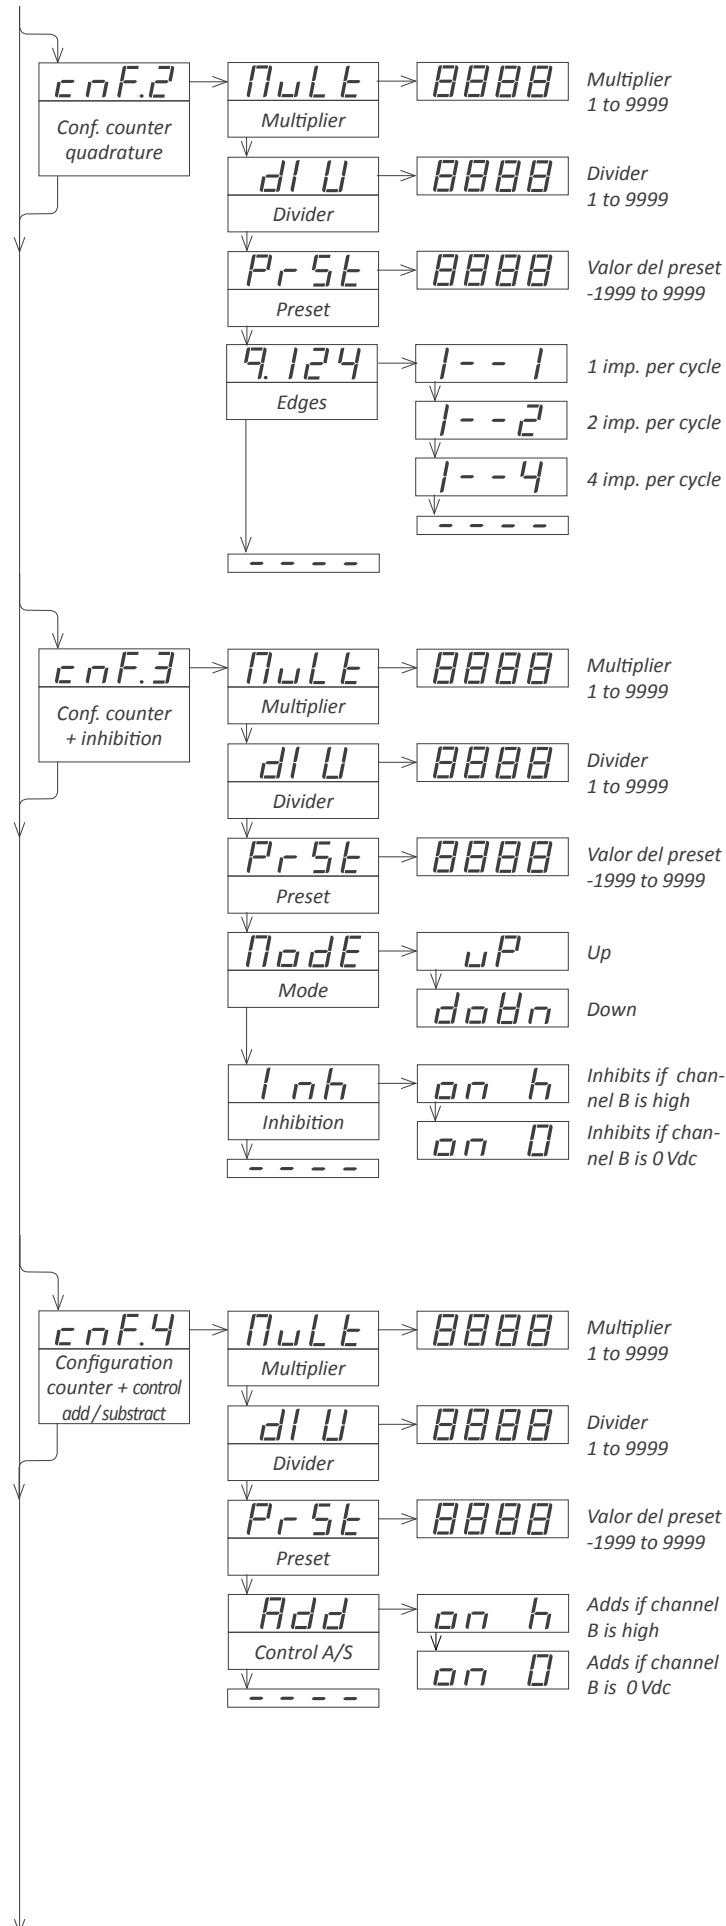 cnF.2
Conf. counter
quadrature
MuLt
Multiplier
8888
Multiplier
1 to 9999
dIV
Divider
8888
Divider
1 to 9999
PrSt
Preset
8888
Valor del preset
-1999 to 9999
q.124
Edges
1--1
1 imp. per cycle
1--2
2 imp. per cycle
1--4
4 imp. per cycle
----
----
cnF.3
Conf. counter
+ inhibition
MuLt
Multiplier
8888
Multiplier
1 to 9999
dIV
Divider
8888
Divider
1 to 9999
PrSt
Preset
8888
Valor del preset
-1999 to 9999
ModE
Mode
uP
Up
doWn
Down
Inh
Inhibition
on h
Inhibits if chan-
nel B is high
on 0
Inhibits if chan-
nel B is 0 Vdc
----
cnF.4
Configuration
counter + control
add / substract
MuLt
Multiplier
8888
Multiplier
1 to 9999
dIV
Divider
8888
Divider
1 to 9999
PrSt
Preset
8888
Valor del preset
-1999 to 9999
Add
Control A/S
on h
Adds if channel
B is high
on 0
Adds if channel
B is 0 Vdc
----